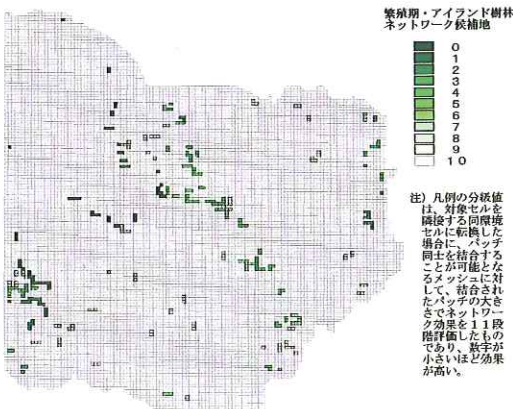 繁殖期・アイランド樹林
ネットワーク候補地
0
1
2
3
4
5
6
7
8
9
10
注）凡例の分級値
は、対象セルを
隣接する同環境
セルに転換した
場合に、パッチ
同士を結合する
ことが可能とな
るメッシュに対
して、結合され
たパッチの大き
さでネットワー
ク効果を１１段
階評価したもの
であり、数字が
小さいほど効果
が高い。